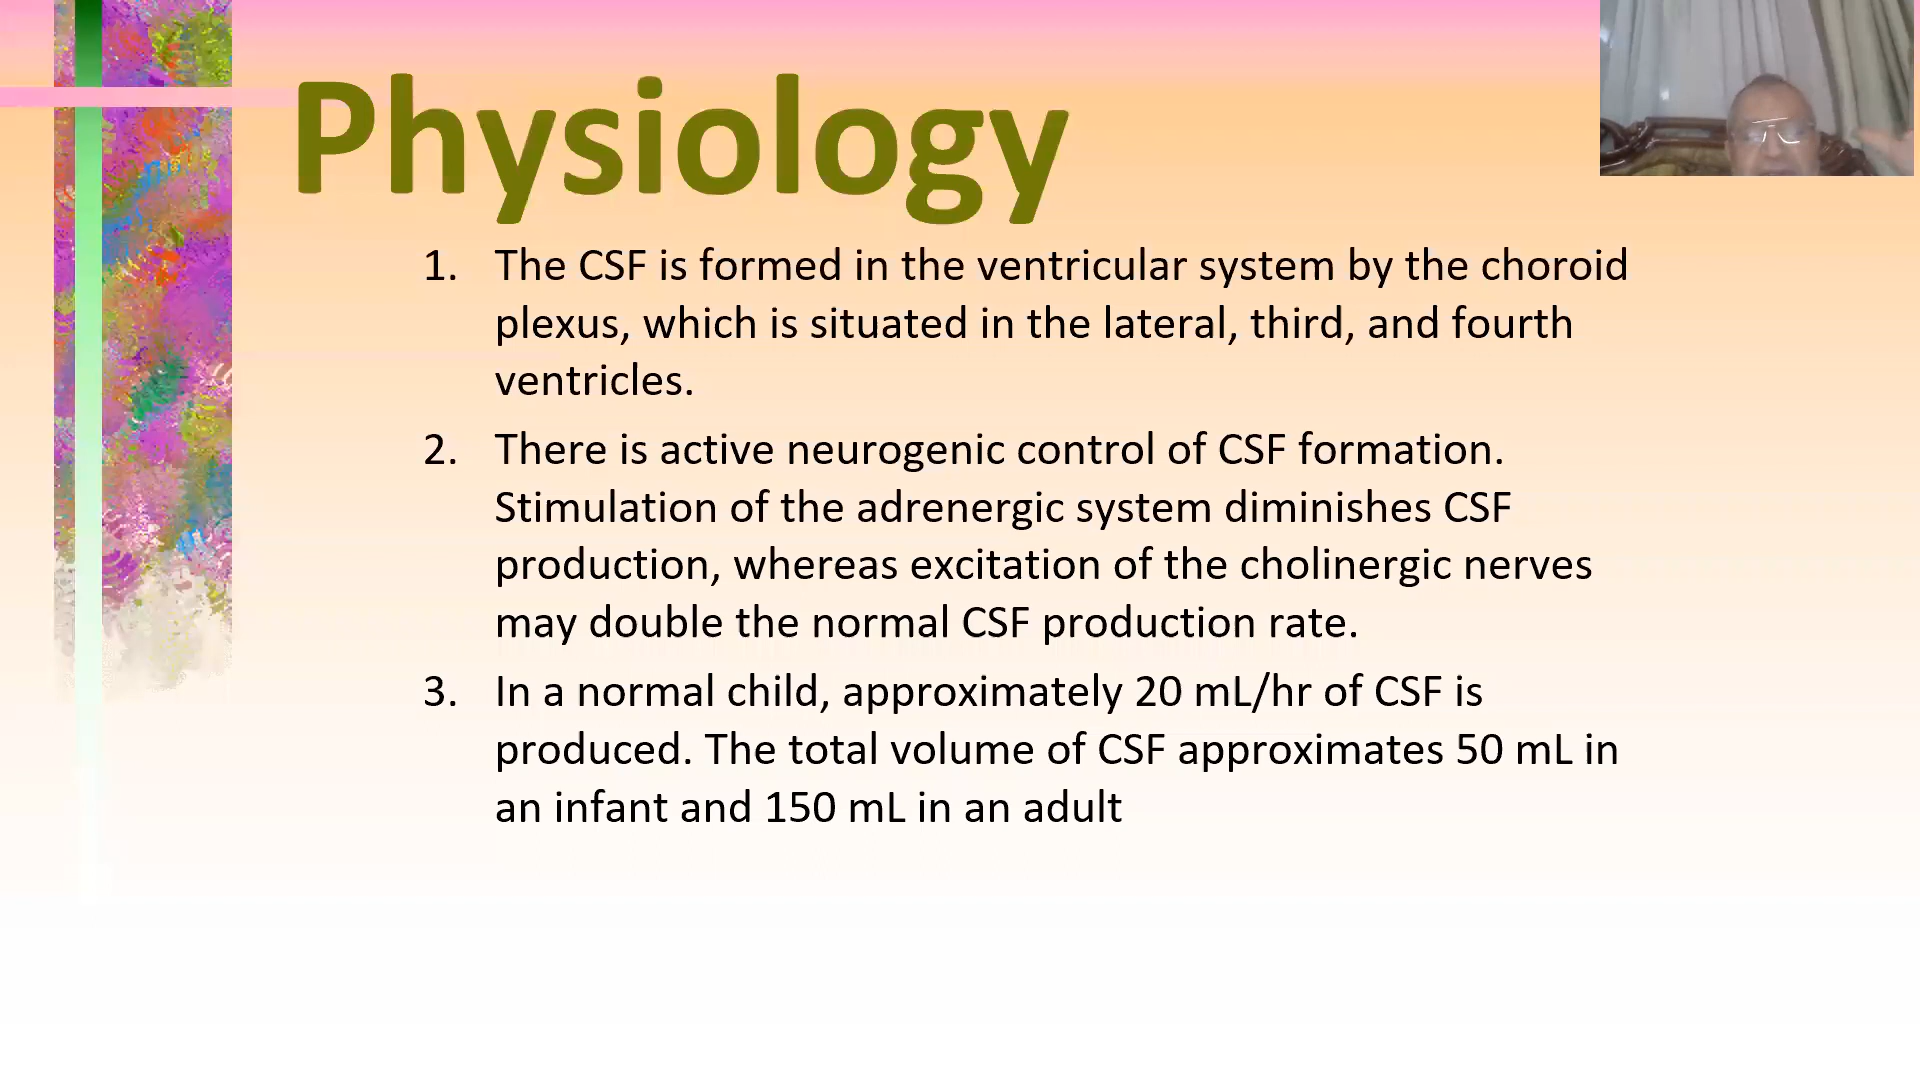 Physiology
1. The CSF is formed in the ventricular system by the choroid
plexus, which is situated in the lateral, third, and fourth
ventricles.
2. There is active neurogenic control of CSF formation.
Stimulation of the adrenergic system diminishes CSF
production, whereas excitation of the cholinergic nerves
may double the normal CSF production rate.
3. In a normal child, approximately 20 mL/hr of CSF is
produced. The total volume of CSF approximates 50 mL in
an infant and 150 mL in an adult